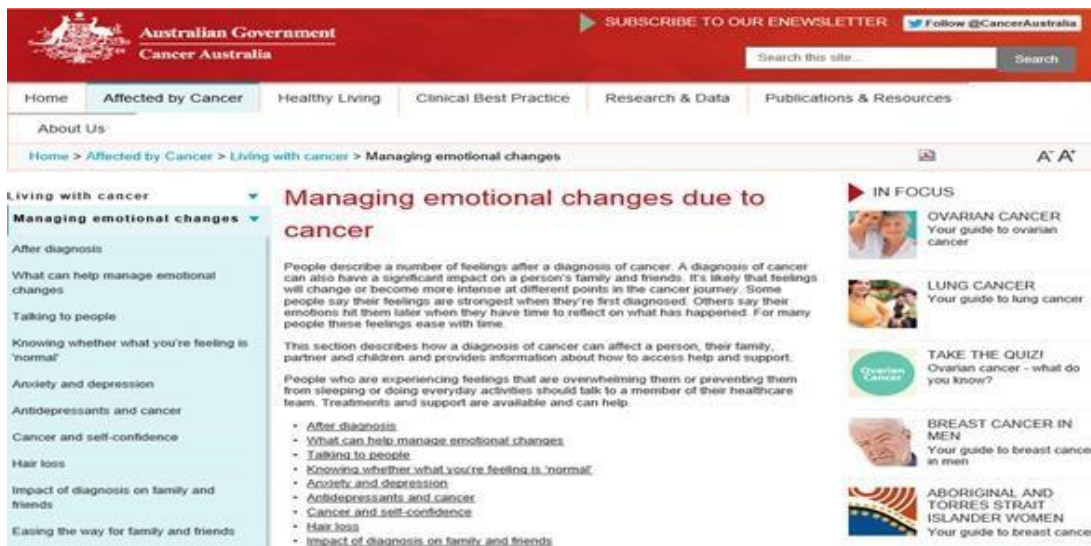 Australian Government
Cancer Australia
SUBSCRIBE TO OUR ENEWSLETTER
Follow @CancerAustralia
Search this site...
Search
Home
Affected by Cancer
Healthy Living
Clinical Best Practice
Research & Data
Publications & Resources
About Us
Home > Affected by Cancer > Living with cancer > Managing emotional changes
A- A+
Living with cancer
Managing emotional changes
After diagnosis
What can help manage emotional
changes
Talking to people
Knowing whether what you're feeling is
'normal'
Anxiety and depression
Antidepressants and cancer
Cancer and self-confidence
Hair loss
Impact of diagnosis on family and
friends
Easing the way for family and friends
Managing emotional changes due to
cancer
People describe a number of feelings after a diagnosis of cancer. A diagnosis of cancer
can also have a significant impact on a person's family and friends. It's likely that feelings
will change or become more intense at different points in the cancer journey. Some
people say their feelings are strongest when they're first diagnosed. Others say their
emotions hit them later when they have time to reflect on what has happened. For many
people these feelings ease with time.
This section describes how a diagnosis of cancer can affect a person, their family,
partner and children and provides information about how to access help and support.
People who are experiencing feelings that are overwhelming them or preventing them
from sleeping or doing everyday activities should talk to a member of their healthcare
team. Treatments and support are available and can help.
• After diagnosis
• What can help manage emotional changes
• Talking to people
• Knowing whether what you're feeling is 'normal'
• Anxiety and depression
• Antidepressants and cancer
• Cancer and self-confidence
• Hair loss
• Impact of diagnosis on family and friends
IN FOCUS
OVARIAN CANCER
Your guide to ovarian
cancer
LUNG CANCER
Your guide to lung cancer
Ovarian
Cancer
TAKE THE QUIZ!
Ovarian cancer - what do
you know?
BREAST CANCER IN
MEN
Your guide to breast cancer
in men
ABORIGINAL AND
TORRES STRAIT
ISLANDER WOMEN
Your guide to breast cancer